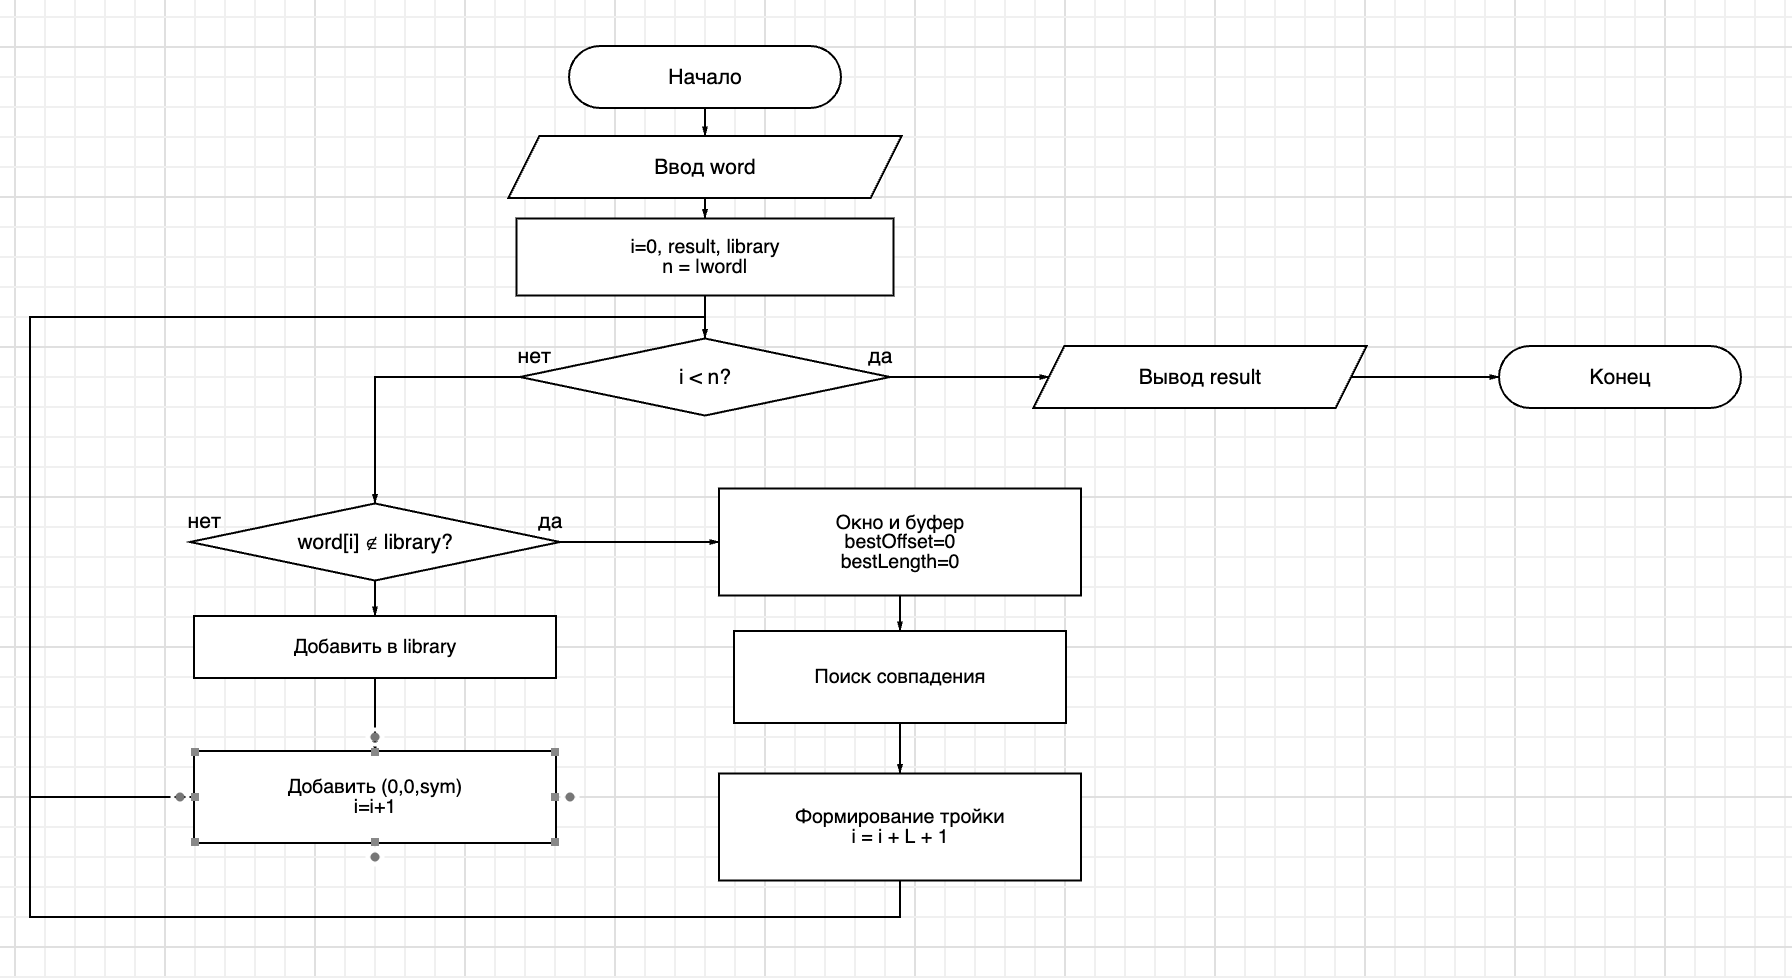 Начало
Ввод word
i=0, result, library
n = |word|
нет
да
i < n?
Вывод result
Конец
нет
да
word[i] ∉ library?
Окно и буфер
bestOffset=0
bestLength=0
Добавить в library
Поиск совпадения
Добавить (0,0,sym)
i=i+1
Формирование тройки
i = i + L + 1